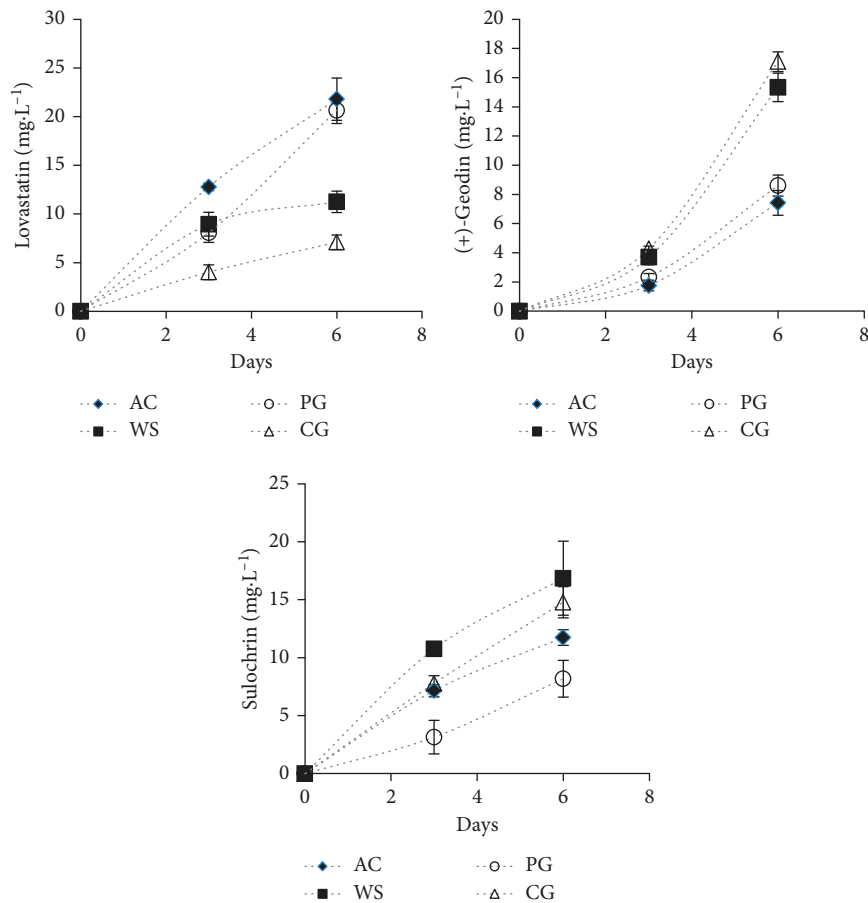 Lovastatin (mg·L⁻¹)
30
25
20
15
10
5
0
0 2 4 6 8
Days
AC PG
WS CG
(+)-Geodin (mg·L⁻¹)
20
18
16
14
12
10
8
6
4
2
0
0 2 4 6 8
Days
AC PG
WS CG
Sulochrin (mg·L⁻¹)
25
20
15
10
5
0
0 2 4 6 8
Days
AC PG
WS CG